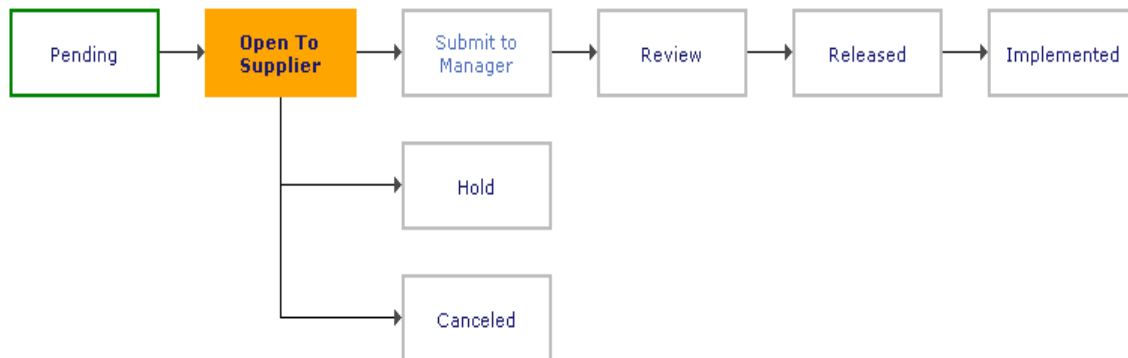 Pending
Open To
Supplier
Submit to
Manager
Review
Released
Implemented
Hold
Canceled